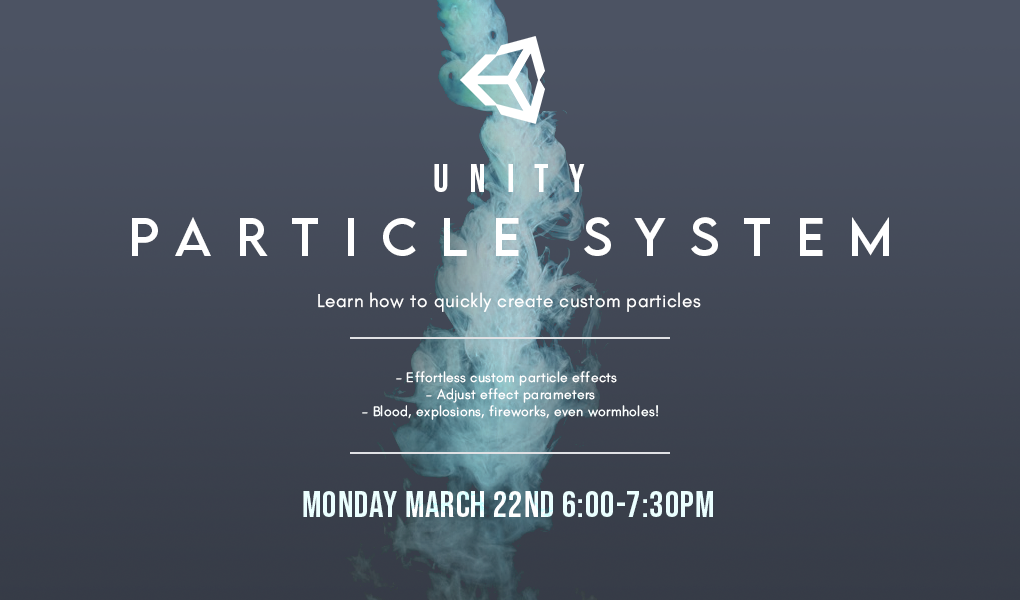 UNITY
PARTICLE SYSTEM
Learn how to quickly create custom particles
- Effortless custom particle effects
- Adjust effect parameters
- Blood, explosions, fireworks, even wormholes!
MONDAY MARCH 22ND 6:00-7:30PM